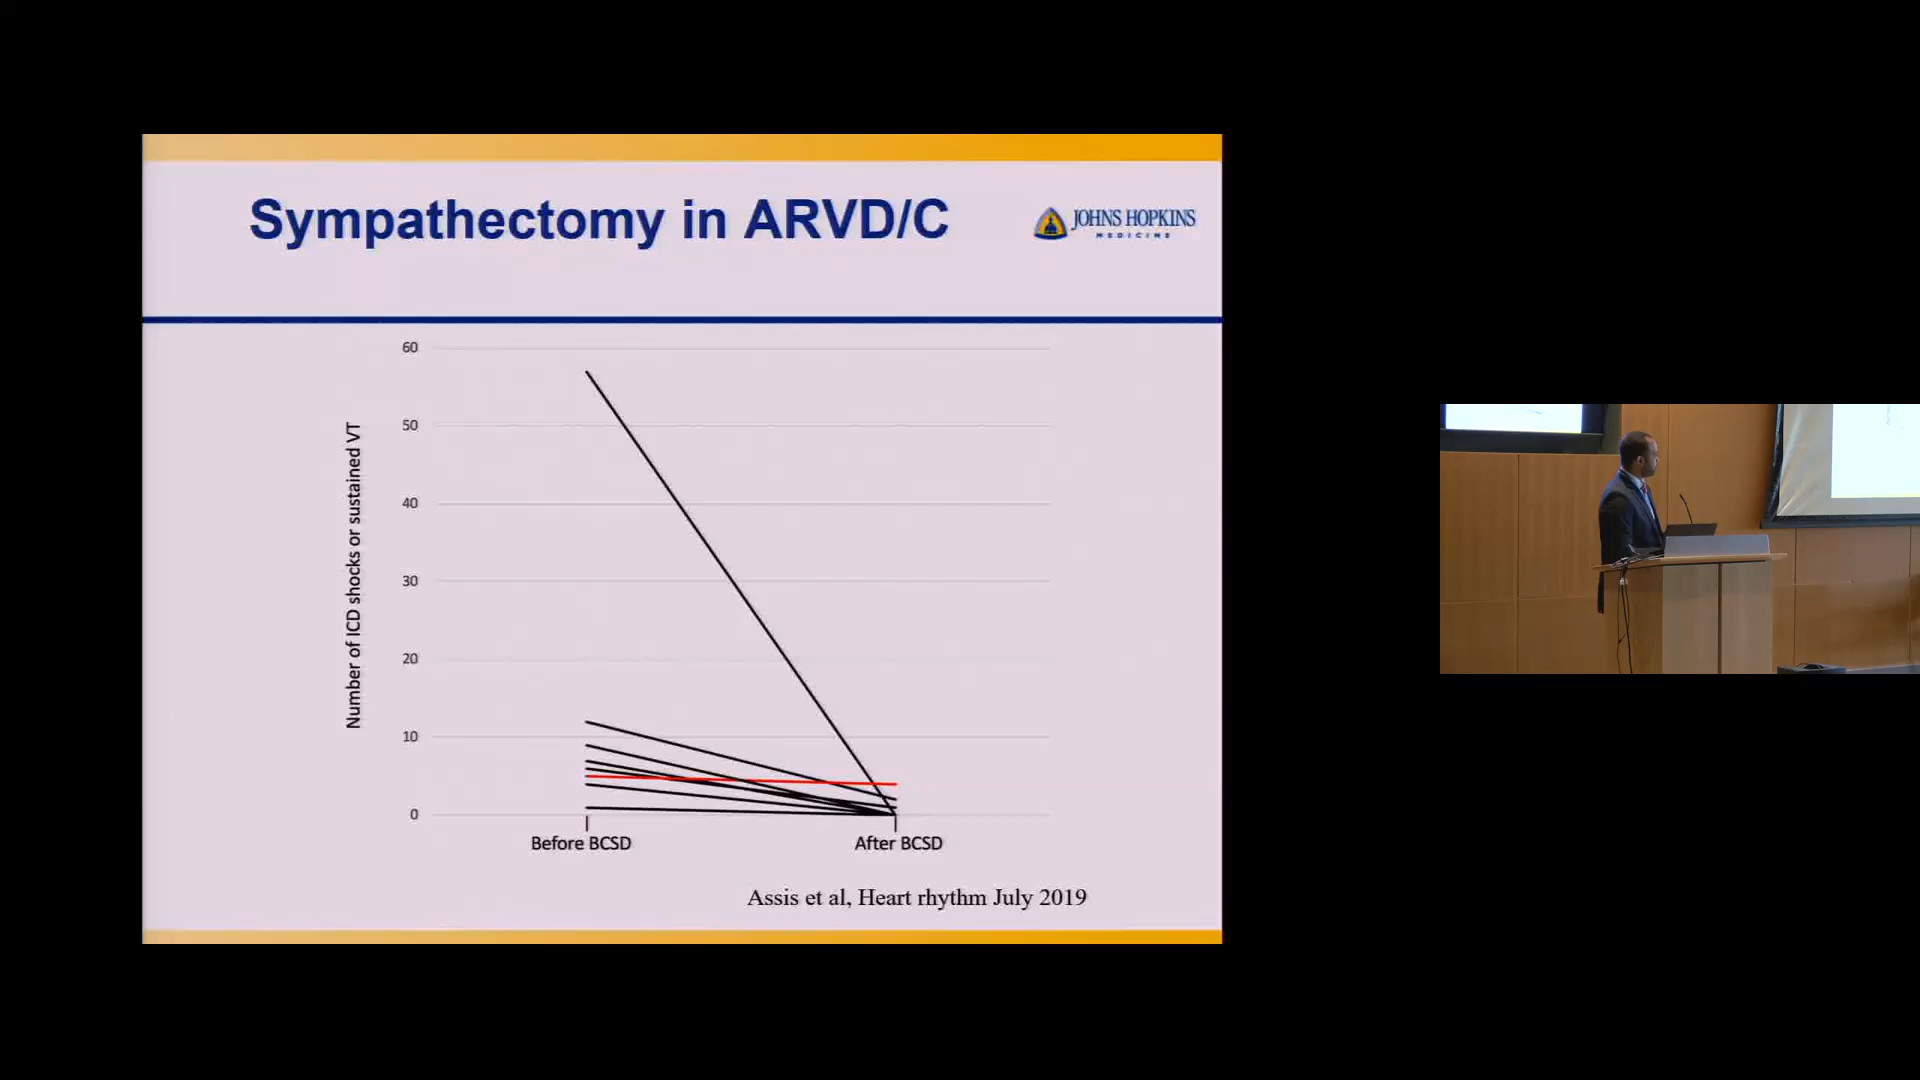 Sympathectomy in ARVD/C
JOHNS HOPKINS
MEDICINE
60
50
40
30
20
10
0
Number of ICD shocks or sustained VT
Before BCSD
After BCSD
Assis et al, Heart rhythm July 2019